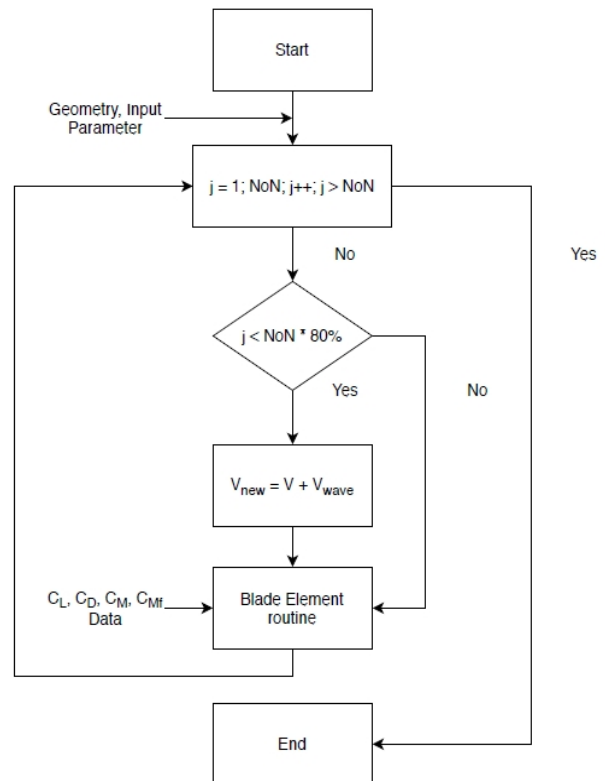 Start
Geometry, Input
Parameter
j = 1; NoN; j++; j > NoN
No
Yes
j < NoN * 80%
Yes
No
V_new = V + V_wave
C_L, C_D, C_M, C_Mf
Data
Blade Element
routine
End